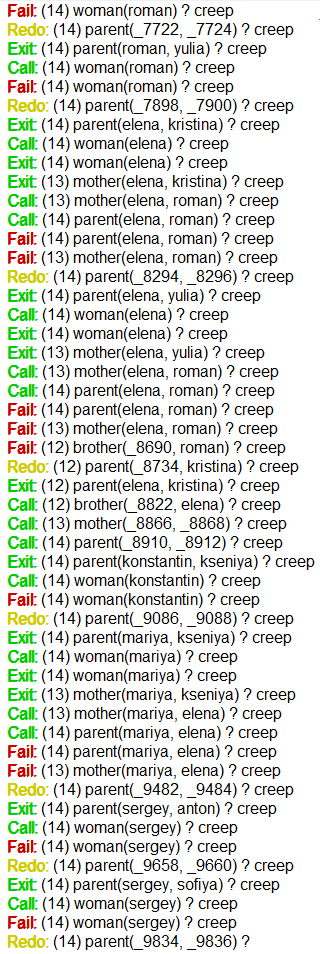 Fail: (14) woman(roman) ? creep
Redo: (14) parent(_7722, _7724) ? creep
Exit: (14) parent(roman, yulia) ? creep
Call: (14) woman(roman) ? creep
Fail: (14) woman(roman) ? creep
Redo: (14) parent(_7898, _7900) ? creep
Exit: (14) parent(elena, kristina) ? creep
Call: (14) woman(elena) ? creep
Exit: (14) woman(elena) ? creep
Exit: (13) mother(elena, kristina) ? creep
Call: (13) mother(elena, roman) ? creep
Call: (14) parent(elena, roman) ? creep
Fail: (14) parent(elena, roman) ? creep
Fail: (13) mother(elena, roman) ? creep
Redo: (14) parent(_8294, _8296) ? creep
Exit: (14) parent(elena, yulia) ? creep
Call: (14) woman(elena) ? creep
Exit: (14) woman(elena) ? creep
Exit: (13) mother(elena, yulia) ? creep
Call: (13) mother(elena, roman) ? creep
Call: (14) parent(elena, roman) ? creep
Fail: (14) parent(elena, roman) ? creep
Fail: (13) mother(elena, roman) ? creep
Fail: (12) brother(_8690, roman) ? creep
Redo: (12) parent(_8734, kristina) ? creep
Exit: (12) parent(elena, kristina) ? creep
Call: (12) brother(_8822, elena) ? creep
Call: (13) mother(_8866, _8868) ? creep
Call: (14) parent(_8910, _8912) ? creep
Exit: (14) parent(konstantin, kseniya) ? creep
Call: (14) woman(konstantin) ? creep
Fail: (14) woman(konstantin) ? creep
Redo: (14) parent(_9086, _9088) ? creep
Exit: (14) parent(mariya, kseniya) ? creep
Call: (14) woman(mariya) ? creep
Exit: (14) woman(mariya) ? creep
Exit: (13) mother(mariya, kseniya) ? creep
Call: (13) mother(mariya, elena) ? creep
Call: (14) parent(mariya, elena) ? creep
Fail: (14) parent(mariya, elena) ? creep
Fail: (13) mother(mariya, elena) ? creep
Redo: (14) parent(_9482, _9484) ? creep
Exit: (14) parent(sergey, anton) ? creep
Call: (14) woman(sergey) ? creep
Fail: (14) woman(sergey) ? creep
Redo: (14) parent(_9658, _9660) ? creep
Exit: (14) parent(sergey, sofiya) ? creep
Call: (14) woman(sergey) ? creep
Fail: (14) woman(sergey) ? creep
Redo: (14) parent(_9834, _9836) ?